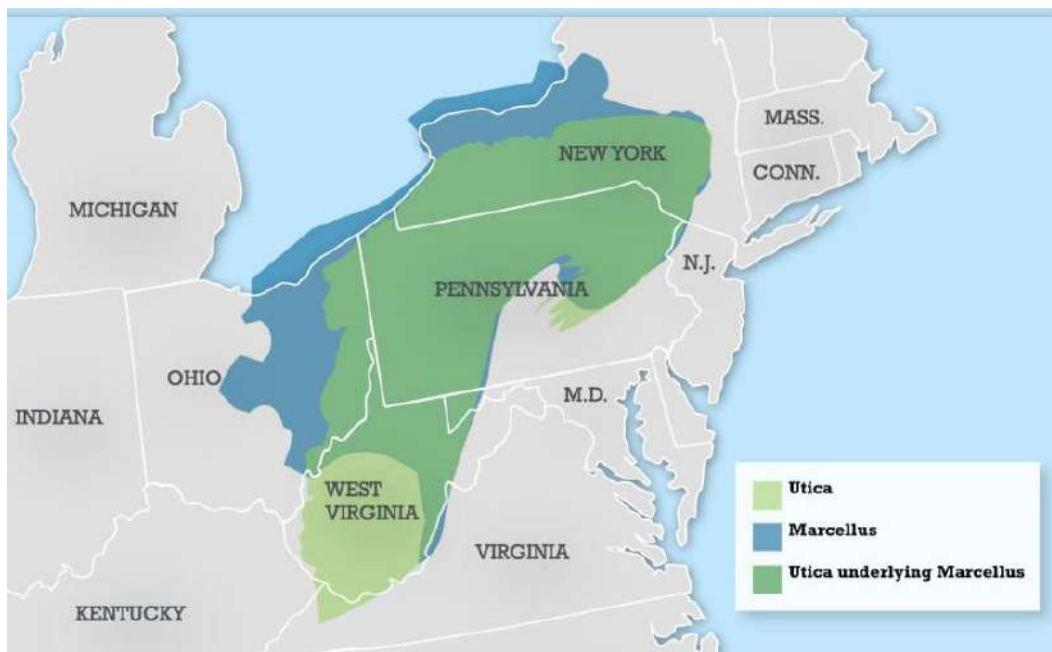 MASS.
NEW YORK
CONN.
MICHIGAN
N.J.
PENNSYLVANIA
OHIO
M.D.
INDIANA
WEST
VIRGINIA
VIRGINIA
KENTUCKY
Utica
Marcellus
Utica underlying Marcellus